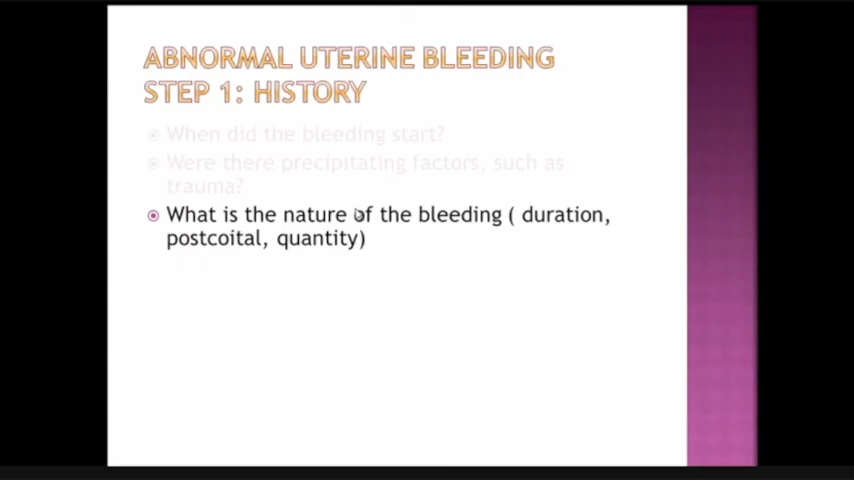 ABNORMAL UTERINE BLEEDING
STEP 1: HISTORY
When did the bleeding start?
Were there precipitating factors, such as
trauma?
What is the nature of the bleeding ( duration,
postcoital, quantity)